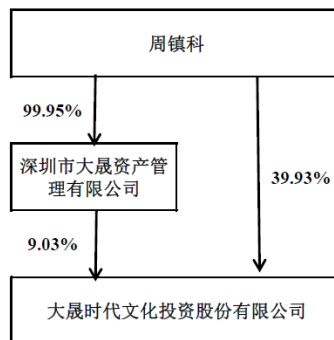 周镇科
99.95%
深圳市大晟资产管
理有限公司
39.93%
9.03%
大晟时代文化投资股份有限公司